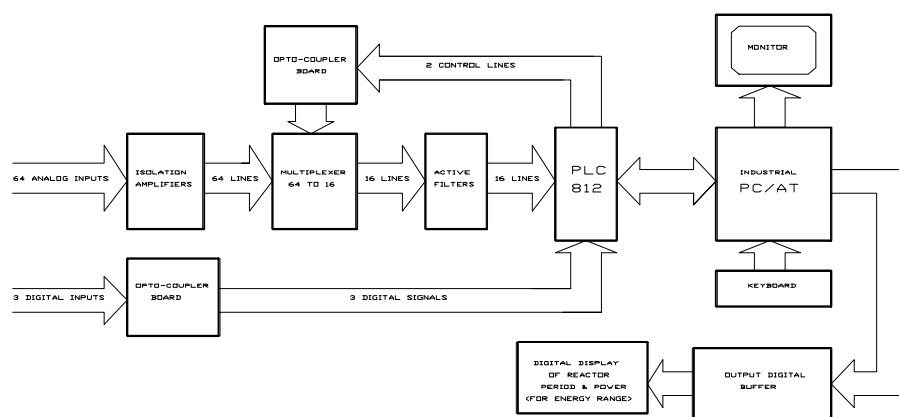 OPTO-COUPLER
BOARD
2 CONTROL LINES
MONITOR
64 ANALOG INPUTS
ISOLATION
AMPLIFIERS
64 LINES
MULTIPLEXER
64 TO 16
16 LINES
ACTIVE
FILTERS
16 LINES
PLC
812
INDUSTRIAL
PC/AT
3 DIGITAL INPUTS
OPTO-COUPLER
BOARD
3 DIGITAL SIGNALS
KEYBOARD
DIGITAL DISPLAY
OF REACTOR
PERIOD & POWER
(FOR ENERGY RANGE)
OUTPUT DIGITAL
BUFFER